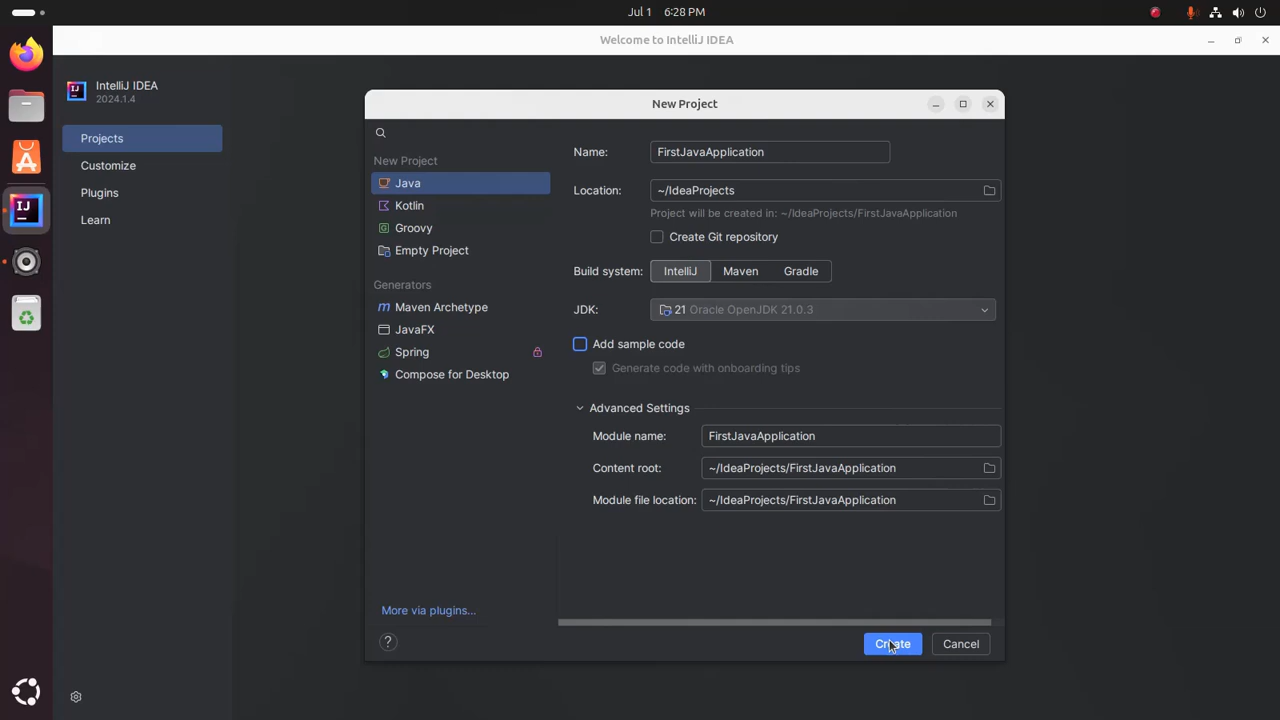 Jul 1 6:28 PM
Welcome to IntelliJ IDEA
IntelliJ IDEA
2024.1.4
Projects
Customize
Plugins
Learn
New Project
New Project
Java
Kotlin
Groovy
Empty Project
Generators
Maven Archetype
JavaFX
Spring
Compose for Desktop
More via plugins...
Name: FirstJavaApplication
Location: ~/IdeaProjects
Project will be created in: ~/IdeaProjects/FirstJavaApplication
Create Git repository
Build system: IntelliJ Maven Gradle
JDK: 21 Oracle OpenJDK 21.0.3
Add sample code
Generate code with onboarding tips
Advanced Settings
Module name: FirstJavaApplication
Content root: ~/IdeaProjects/FirstJavaApplication
Module file location: ~/IdeaProjects/FirstJavaApplication
? Create Cancel